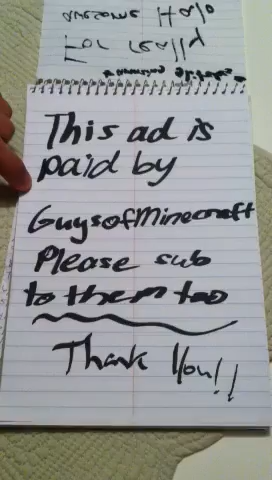 This ad is
paid by
GuysofMinecraft
Please sub
to them too
Thank You!!